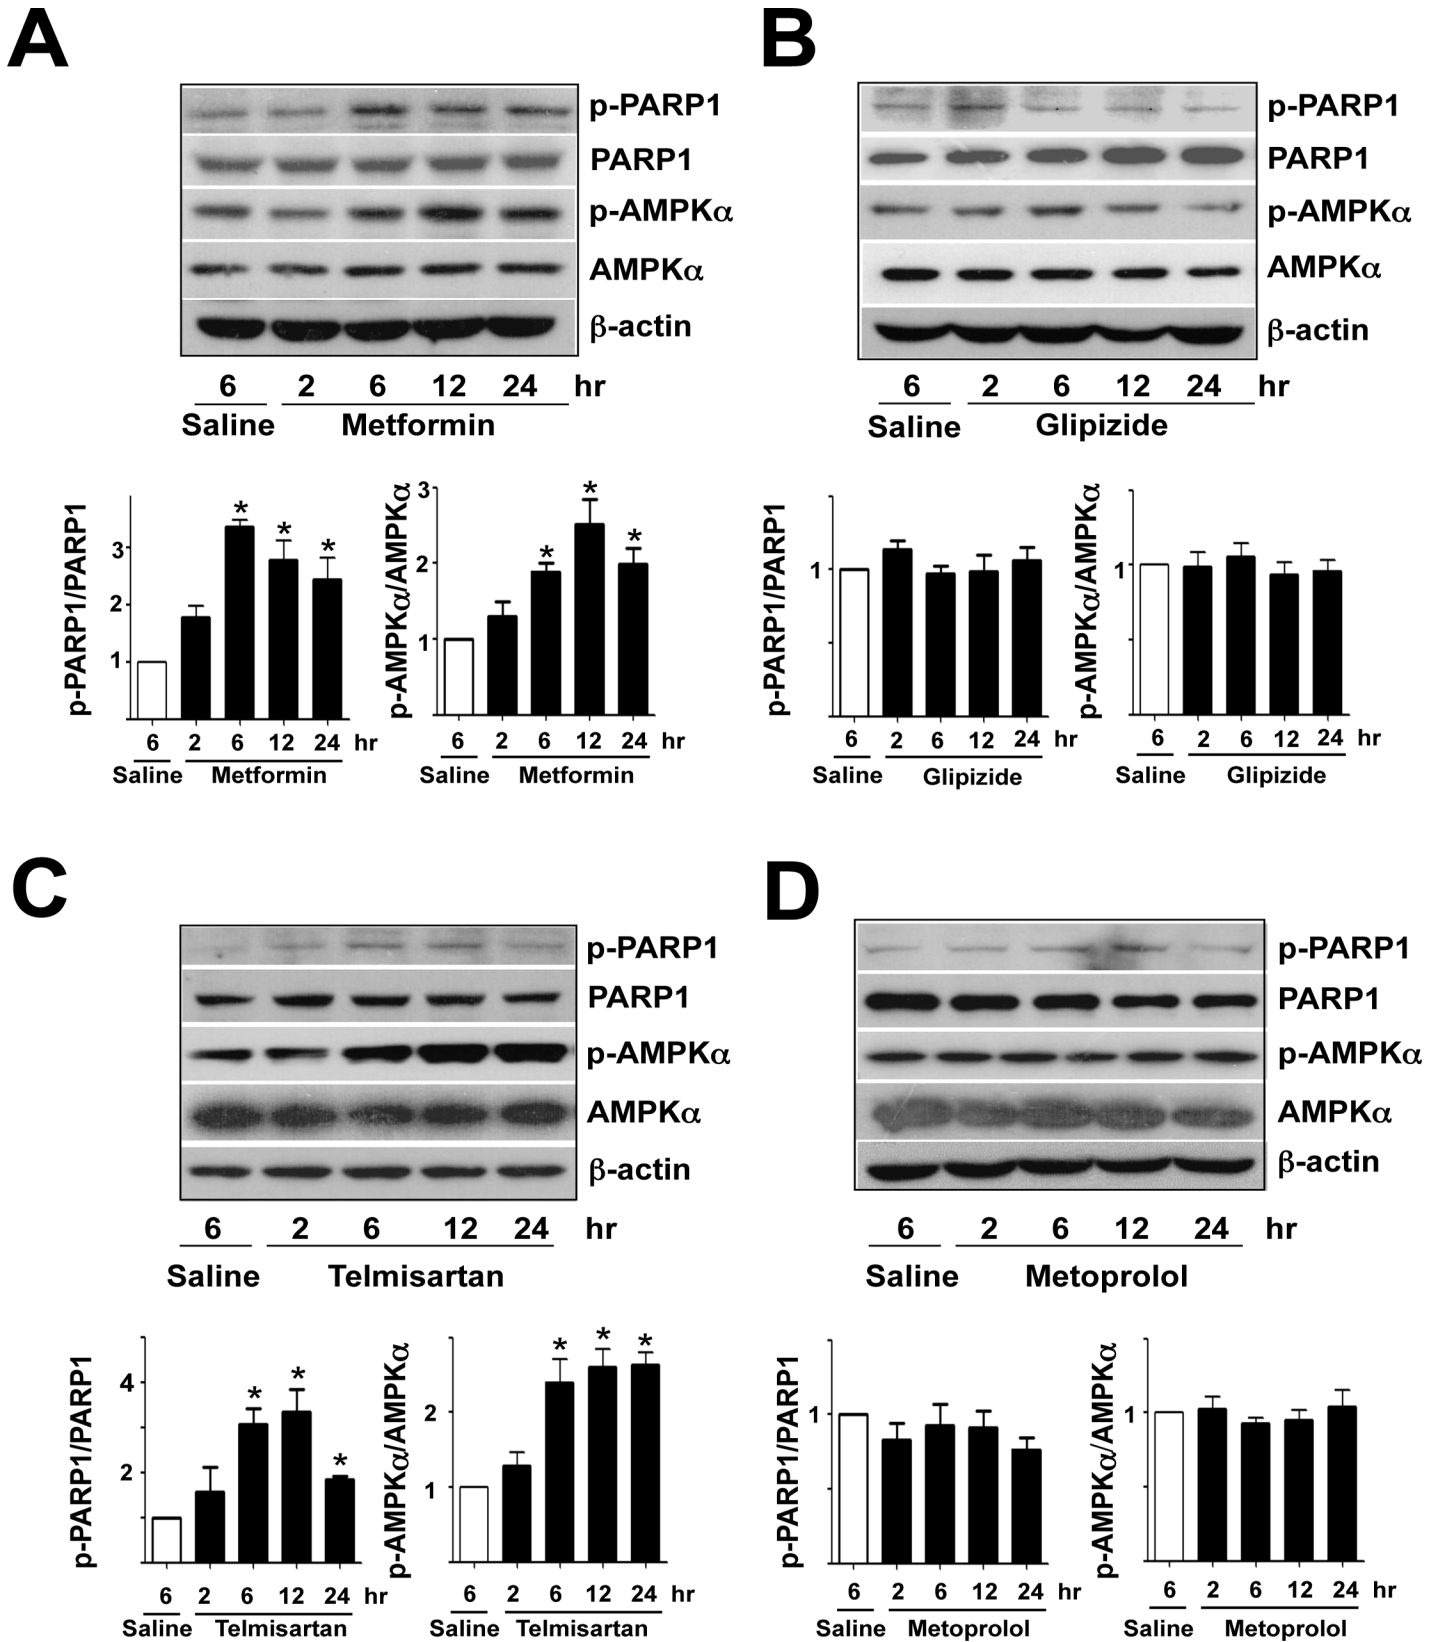 A
p-PARP1
PARP1
p-AMPKα
AMPKα
β-actin
6 2 6 12 24 hr
Saline Metformin
p-PARP1/PARP1
3
2
1
* * *
6 2 6 12 24 hr
Saline Metformin
p-AMPKα/AMPKα
3
2
1
* * *
6 2 6 12 24 hr
Saline Metformin
B
p-PARP1
PARP1
p-AMPKα
AMPKα
β-actin
6 2 6 12 24 hr
Saline Glipizide
p-PARP1/PARP1
1
6 2 6 12 24 hr
Saline Glipizide
p-AMPKα/AMPKα
1
6 2 6 12 24 hr
Saline Glipizide
C
p-PARP1
PARP1
p-AMPKα
AMPKα
β-actin
6 2 6 12 24 hr
Saline Telmisartan
p-PARP1/PARP1
4
2
* * *
6 2 6 12 24 hr
Saline Telmisartan
p-AMPKα/AMPKα
2
1
* * *
6 2 6 12 24 hr
Saline Telmisartan
D
p-PARP1
PARP1
p-AMPKα
AMPKα
β-actin
6 2 6 12 24 hr
Saline Metoprolol
p-PARP1/PARP1
1
6 2 6 12 24 hr
Saline Metoprolol
p-AMPKα/AMPKα
1
6 2 6 12 24 hr
Saline Metoprolol